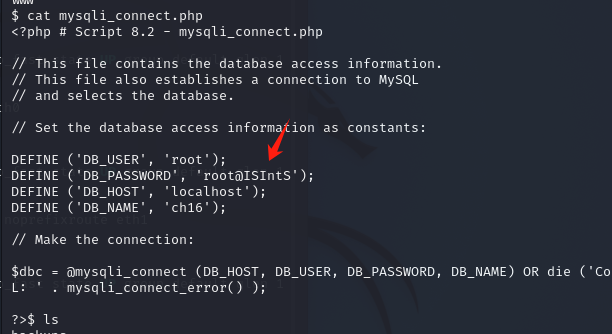 $ cat mysqli_connect.php
<?php # Script 8.2 - mysqli_connect.php
// This file contains the database access information.
// This file also establishes a connection to MySQL
// and selects the database.
// Set the database access information as constants:
DEFINE ('DB_USER', 'root');
DEFINE ('DB_PASSWORD', 'root@ISIntS');
DEFINE ('DB_HOST', 'localhost');
DEFINE ('DB_NAME', 'ch16');
// Make the connection:
$dbc = @mysqli_connect (DB_HOST, DB_USER, DB_PASSWORD, DB_NAME) OR die ('Co
L: ' . mysqli_connect_error() );
?>$ ls